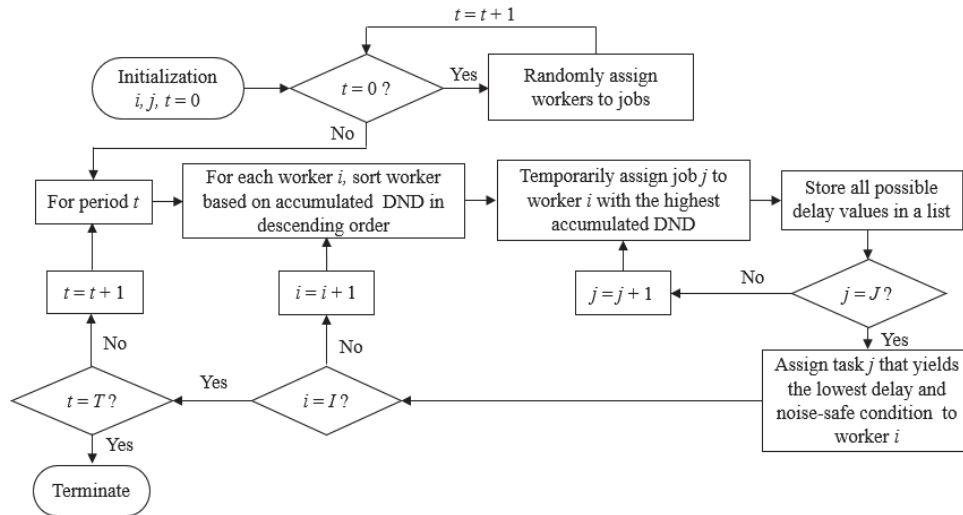 t = t + 1
Initialization
i, j, t = 0
t = 0 ?
Yes
Randomly assign
workers to jobs
No
For period t
For each worker i, sort worker
based on accumulated DND in
descending order
Temporarily assign job j to
worker i with the highest
accumulated DND
Store all possible
delay values in a list
t = t + 1
i = i + 1
j = j + 1
No
j = J ?
Yes
No
No
Assign task j that yields
the lowest delay and
noise-safe condition to
worker i
t = T ?
Yes
i = I ?
Yes
Terminate